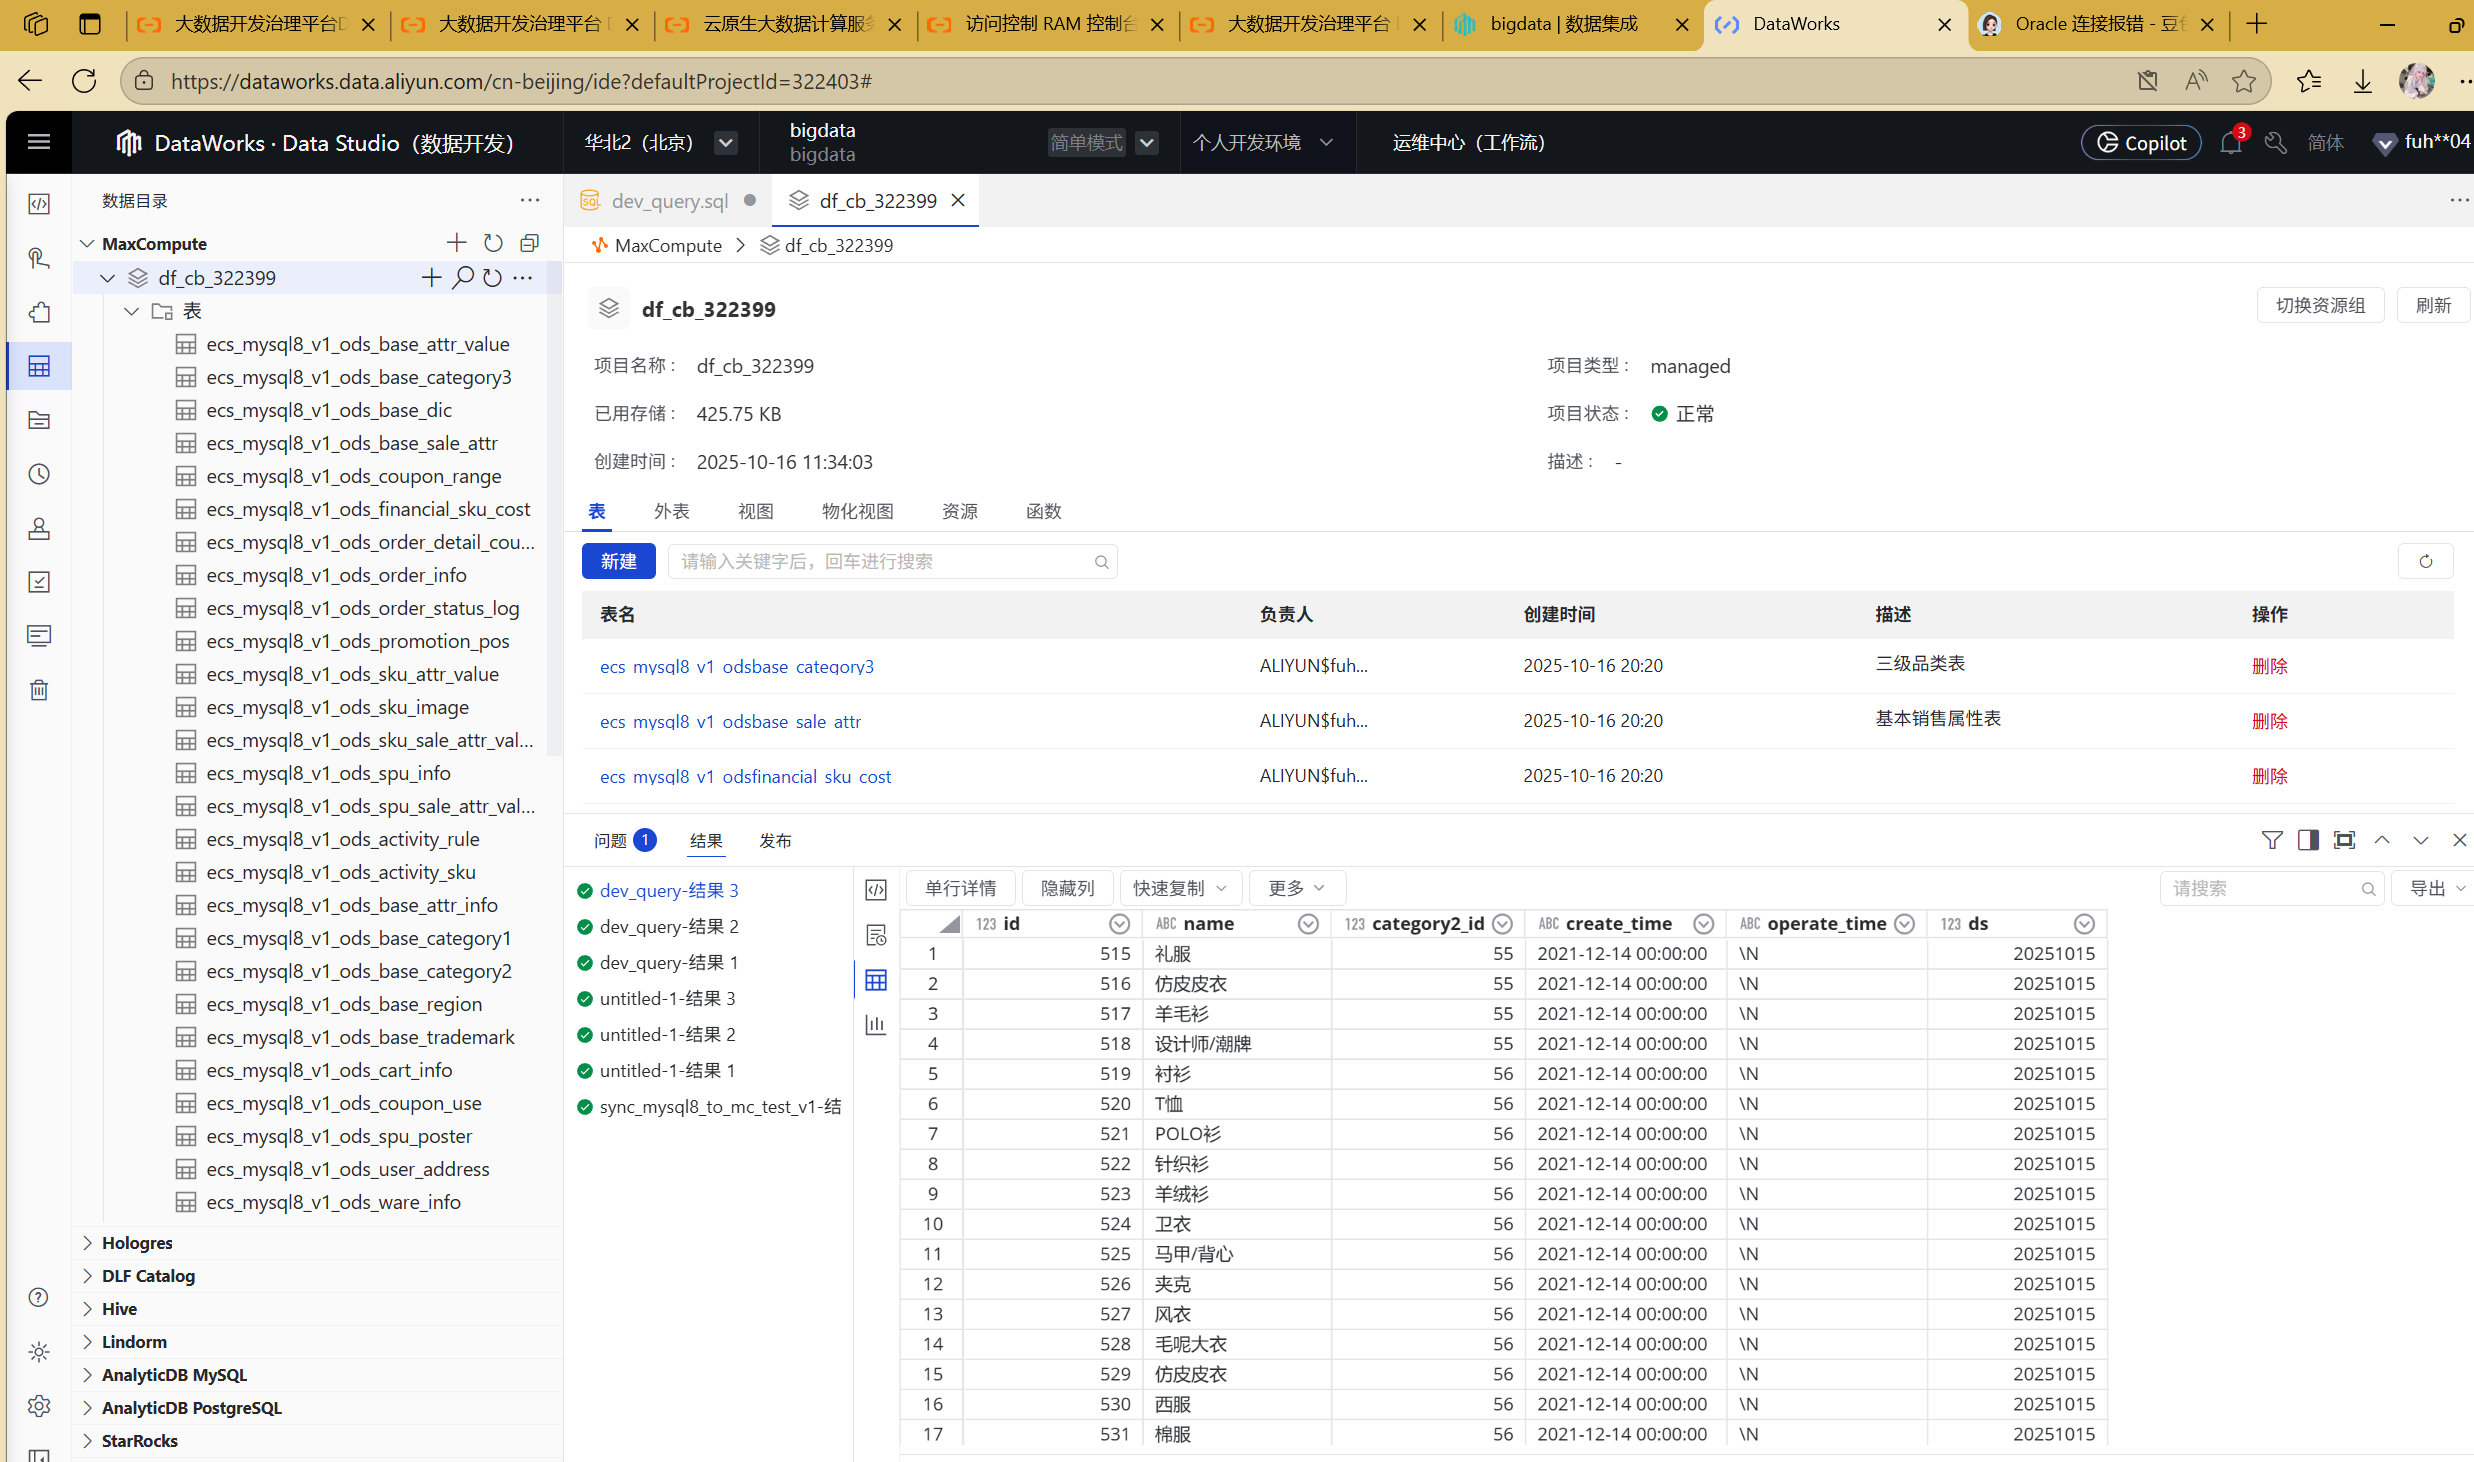 大数据开发治理平台D
大数据开发治理平台 D
云原生大数据计算服务
访问控制 RAM 控制台
大数据开发治理平台
bigdata | 数据集成
DataWorks
Oracle 连接报错 - 豆包
https://dataworks.data.aliyun.com/cn-beijing/ide?defaultProjectId=322403#
DataWorks · Data Studio（数据开发）
华北2（北京）
bigdata
bigdata
简单模式
个人开发环境
运维中心（工作流）
Copilot
3
简体
fuh**04
数据目录
MaxCompute
df_cb_322399
表
ecs_mysql8_v1_ods_base_attr_value
ecs_mysql8_v1_ods_base_category3
ecs_mysql8_v1_ods_base_dic
ecs_mysql8_v1_ods_base_sale_attr
ecs_mysql8_v1_ods_coupon_range
ecs_mysql8_v1_ods_financial_sku_cost
ecs_mysql8_v1_ods_order_detail_cou...
ecs_mysql8_v1_ods_order_info
ecs_mysql8_v1_ods_order_status_log
ecs_mysql8_v1_ods_promotion_pos
ecs_mysql8_v1_ods_sku_attr_value
ecs_mysql8_v1_ods_sku_image
ecs_mysql8_v1_ods_sku_sale_attr_val...
ecs_mysql8_v1_ods_spu_info
ecs_mysql8_v1_ods_spu_sale_attr_val...
ecs_mysql8_v1_ods_activity_rule
ecs_mysql8_v1_ods_activity_sku
ecs_mysql8_v1_ods_base_attr_info
ecs_mysql8_v1_ods_base_category1
ecs_mysql8_v1_ods_base_category2
ecs_mysql8_v1_ods_base_region
ecs_mysql8_v1_ods_base_trademark
ecs_mysql8_v1_ods_cart_info
ecs_mysql8_v1_ods_coupon_use
ecs_mysql8_v1_ods_spu_poster
ecs_mysql8_v1_ods_user_address
ecs_mysql8_v1_ods_ware_info
Hologres
DLF Catalog
Hive
Lindorm
AnalyticDB MySQL
AnalyticDB PostgreSQL
StarRocks
dev_query.sql
df_cb_322399
MaxCompute > df_cb_322399
df_cb_322399
切换资源组
刷新
项目名称： df_cb_322399
项目类型： managed
已用存储： 425.75 KB
项目状态： 正常
创建时间： 2025-10-16 11:34:03
描述： -
表 外表 视图 物化视图 资源 函数
新建
请输入关键字后，回车进行搜索
表名 负责人 创建时间 描述 操作
ecs_mysql8_v1_odsbase_category3 ALIYUN$fuh... 2025-10-16 20:20 三级品类表 删除
ecs_mysql8_v1_odsbase_sale_attr ALIYUN$fuh... 2025-10-16 20:20 基本销售属性表 删除
ecs_mysql8_v1_odsfinancial_sku_cost ALIYUN$fuh... 2025-10-16 20:20 删除
问题 1 结果 发布
dev_query-结果 3
dev_query-结果 2
dev_query-结果 1
untitled-1-结果 3
untitled-1-结果 2
untitled-1-结果 1
sync_mysql8_to_mc_test_v1-结
单行详情 隐藏列 快速复制 更多
请搜索
导出
123 id ABC name 123 category2_id ABC create_time ABC operate_time 123 ds
1 515 礼服 55 2021-12-14 00:00:00 \N 20251015
2 516 仿皮皮衣 55 2021-12-14 00:00:00 \N 20251015
3 517 羊毛衫 55 2021-12-14 00:00:00 \N 20251015
4 518 设计师/潮牌 55 2021-12-14 00:00:00 \N 20251015
5 519 衬衫 56 2021-12-14 00:00:00 \N 20251015
6 520 T恤 56 2021-12-14 00:00:00 \N 20251015
7 521 POLO衫 56 2021-12-14 00:00:00 \N 20251015
8 522 针织衫 56 2021-12-14 00:00:00 \N 20251015
9 523 羊绒衫 56 2021-12-14 00:00:00 \N 20251015
10 524 卫衣 56 2021-12-14 00:00:00 \N 20251015
11 525 马甲/背心 56 2021-12-14 00:00:00 \N 20251015
12 526 夹克 56 2021-12-14 00:00:00 \N 20251015
13 527 风衣 56 2021-12-14 00:00:00 \N 20251015
14 528 毛呢大衣 56 2021-12-14 00:00:00 \N 20251015
15 529 仿皮皮衣 56 2021-12-14 00:00:00 \N 20251015
16 530 西服 56 2021-12-14 00:00:00 \N 20251015
17 531 棉服 56 2021-12-14 00:00:00 \N 20251015